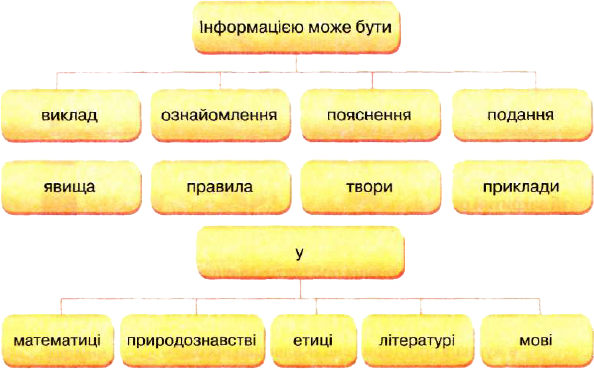 Інформацією може бути
виклад ознайомлення пояснення подання
явища правила твори приклади
у
математиці природознавстві етиці літературі мові